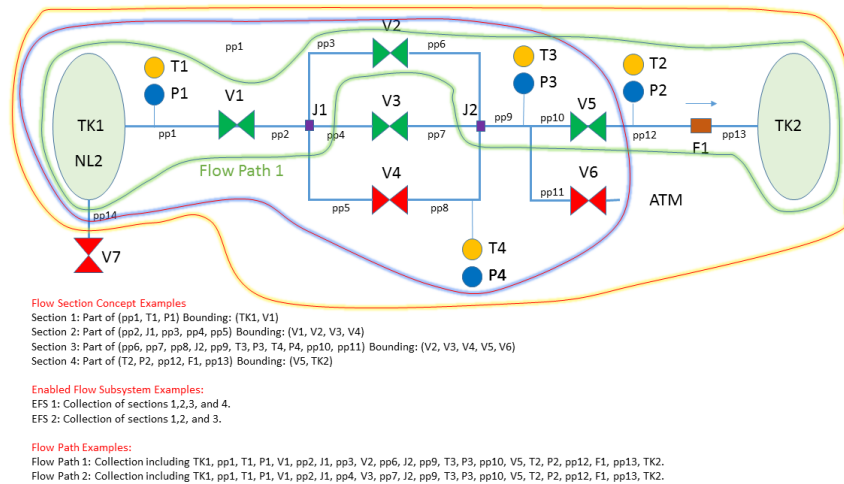 V2
pp1
pp3
pp6
T1
T3
T2
P1
P3
P2
V1
J1
V3
J2
V5
TK1
pp1
pp2
pp4
pp7
pp9
pp10
pp12
pp13
TK2
F1
NL2
Flow Path 1
V4
V6
pp11
ATM
pp14
pp5
pp8
V7
T4
P4
Flow Section Concept Examples
Section 1: Part of (pp1, T1, P1) Bounding: (TK1, V1)
Section 2: Part of (pp2, J1, pp3, pp4, pp5) Bounding: (V1, V2, V3, V4)
Section 3: Part of (pp6, pp7, pp8, J2, pp9, T3, P3, T4, P4, pp10, pp11) Bounding: (V2, V3, V4, V5, V6)
Section 4: Part of (T2, P2, pp12, F1, pp13) Bounding: (V5, TK2)
Enabled Flow Subsystem Examples:
EFS 1: Collection of sections 1,2,3, and 4.
EFS 2: Collection of sections 1,2, and 3.
Flow Path Examples:
Flow Path 1: Collection including TK1, pp1, T1, P1, V1, pp2, J1, pp3, V2, pp6, J2, pp9, T3, P3, pp10, V5, T2, P2, pp12, F1, pp13, TK2.
Flow Path 2: Collection including TK1, pp1, T1, P1, V1, pp2, J1, pp4, V3, pp7, J2, pp9, T3, P3, pp10, V5, T2, P2, pp12, F1, pp13, TK2.